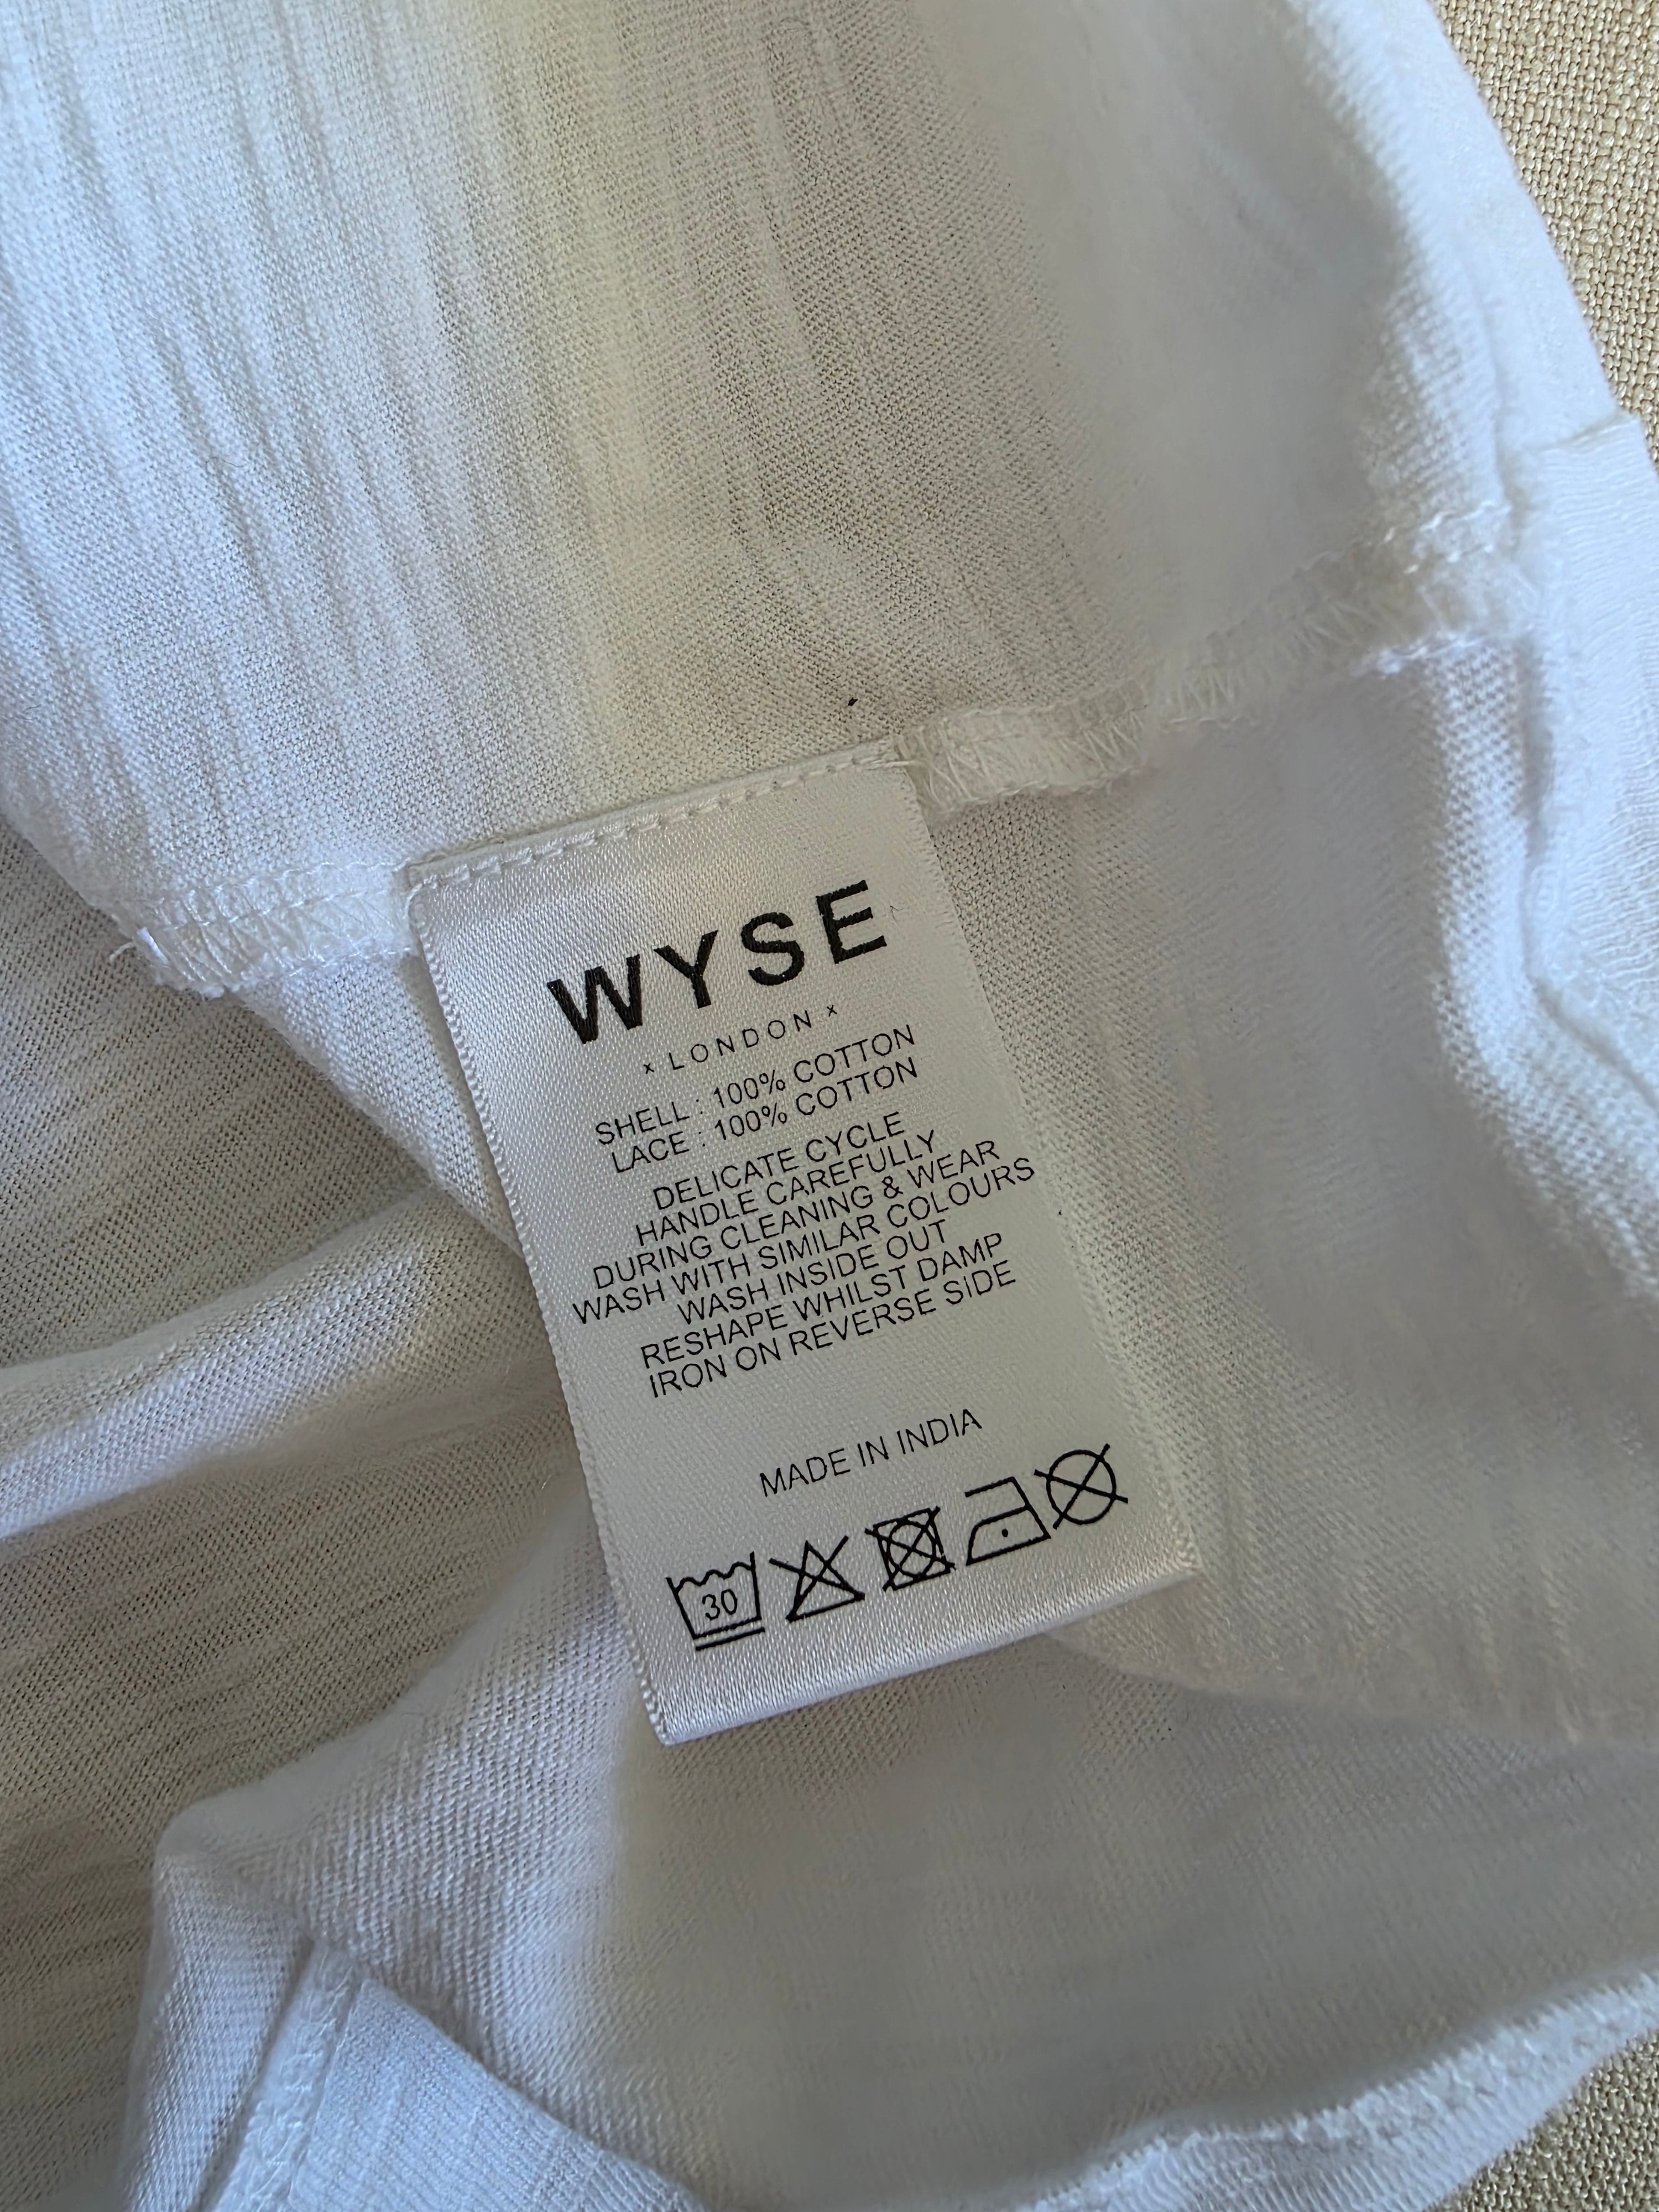 WYSE
x LONDON x
SHELL : 100% COTTON
LACE : 100% COTTON
DELICATE CYCLE
HANDLE CAREFULLY
DURING CLEANING & WEAR
WASH WITH SIMILAR COLOURS
WASH INSIDE OUT
RESHAPE WHILST DAMP
IRON ON REVERSE SIDE
MADE IN INDIA
30